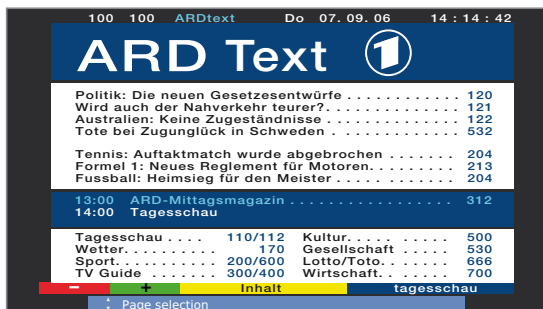 100 100 ARDtext Do 07. 09. 06 14 : 14 : 42
ARD Text 1
Politik: Die neuen Gesetzesentwürfe . . . . . . . . . . . . 120
Wird auch der Nahverkehr teurer?. . . . . . . . . . . . . . 121
Australien: Keine Zugeständnisse . . . . . . . . . . . . . 122
Tote bei Zugunglück in Schweden . . . . . . . . . . . . . 532
Tennis: Auftaktmatch wurde abgebrochen . . . . . . . 204
Formel 1: Neues Reglement für Motoren. . . . . . . . . 213
Fussball: Heimsieg für den Meister . . . . . . . . . . . . 204
13:00 ARD-Mittagsmagazin . . . . . . . . . . . . . . . . . 312
14:00 Tagesschau
Tagesschau . . . . 110/112 Kultur. . . . . . . . . . 500
Wetter. . . . . . . . . . 170 Gesellschaft . . . . . 530
Sport. . . . . . . . . . 200/600 Lotto/Toto. . . . . . 666
TV Guide . . . . . . . 300/400 Wirtschaft. . . . . . . 700
− + Inhalt tagesschau
Page selection